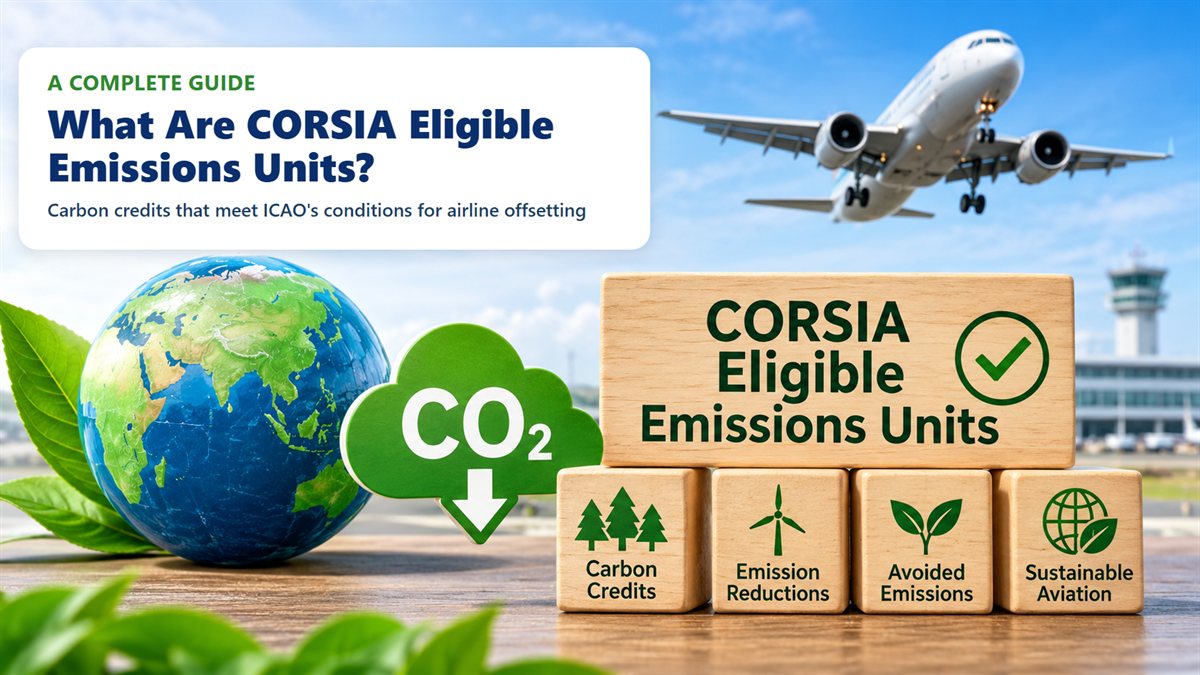 A COMPLETE GUIDE
What Are CORSIA Eligible
Emissions Units?
Carbon credits that meet ICAO's conditions for airline offsetting
CO₂
CORSIA
Eligible
Emissions Units
Carbon
Credits
Emission
Reductions
Avoided
Emissions
Sustainable
Aviation